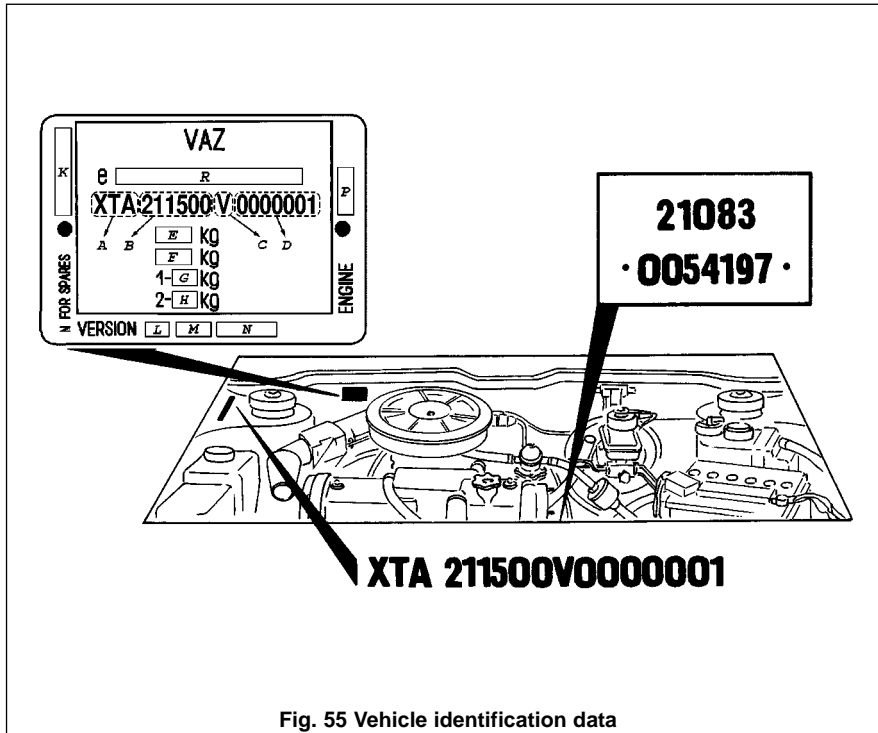 VAZ
e R
XTA 211500 V 0000001
A B C D
E kg
F kg
1- G kg
2- H kg
K
N FOR SPARES
P
ENGINE
VERSION L M N
21083
· 0054197 ·
XTA 211500V0000001
Fig. 55 Vehicle identification data